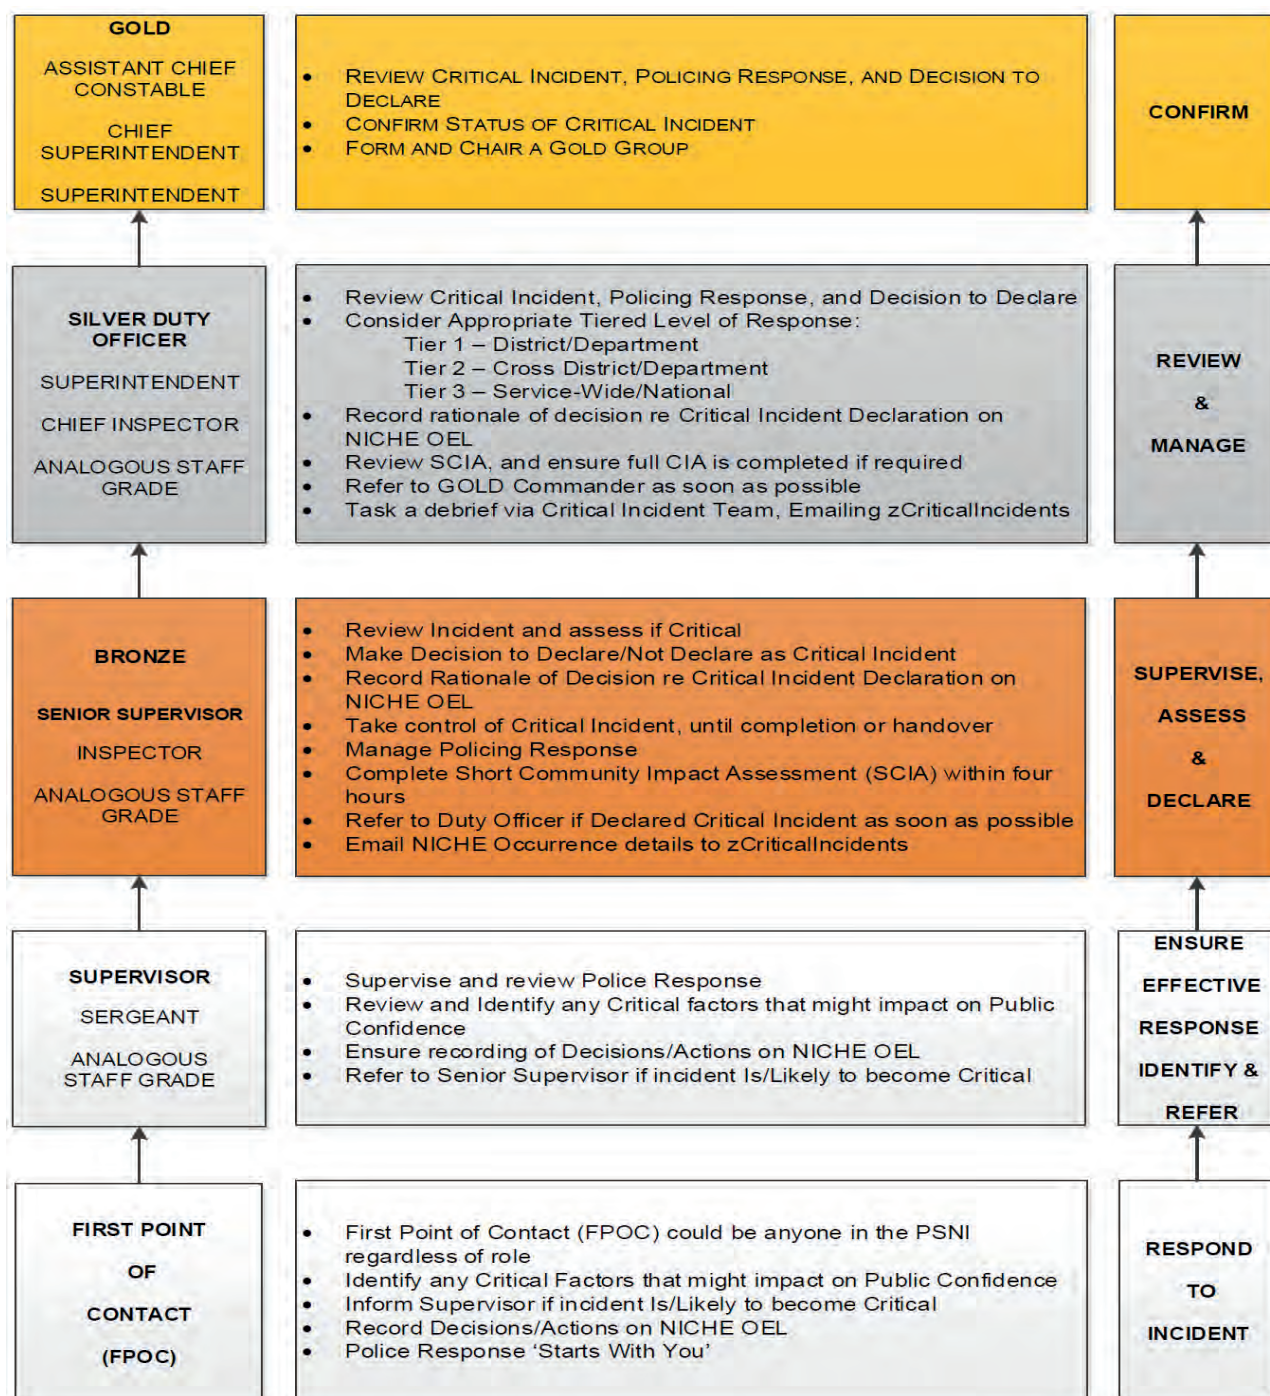 GOLD
ASSISTANT CHIEF
CONSTABLE
CHIEF
SUPERINTENDENT
SUPERINTENDENT
• REVIEW CRITICAL INCIDENT, POLICING RESPONSE, AND DECISION TO
DECLARE
• CONFIRM STATUS OF CRITICAL INCIDENT
• FORM AND CHAIR A GOLD GROUP
CONFIRM
SILVER DUTY
OFFICER
SUPERINTENDENT
CHIEF INSPECTOR
ANALOGOUS STAFF
GRADE
• Review Critical Incident, Policing Response, and Decision to Declare
• Consider Appropriate Tiered Level of Response:
Tier 1 – District/Department
Tier 2 – Cross District/Department
Tier 3 – Service-Wide/National
• Record rationale of decision re Critical Incident Declaration on
NICHE OEL
• Review SCIA, and ensure full CIA is completed if required
• Refer to GOLD Commander as soon as possible
• Task a debrief via Critical Incident Team, Emailing zCriticalIncidents
REVIEW
&
MANAGE
BRONZE
SENIOR SUPERVISOR
INSPECTOR
ANALOGOUS STAFF
GRADE
• Review Incident and assess if Critical
• Make Decision to Declare/Not Declare as Critical Incident
• Record Rationale of Decision re Critical Incident Declaration on
NICHE OEL
• Take control of Critical Incident, until completion or handover
• Manage Policing Response
• Complete Short Community Impact Assessment (SCIA) within four
hours
• Refer to Duty Officer if Declared Critical Incident as soon as possible
• Email NICHE Occurrence details to zCriticalIncidents
SUPERVISE,
ASSESS
&
DECLARE
SUPERVISOR
SERGEANT
ANALOGOUS
STAFF GRADE
• Supervise and review Police Response
• Review and Identify any Critical factors that might impact on Public
Confidence
• Ensure recording of Decisions/Actions on NICHE OEL
• Refer to Senior Supervisor if incident Is/Likely to become Critical
ENSURE
EFFECTIVE
RESPONSE
IDENTIFY &
REFER
FIRST POINT
OF
CONTACT
(FPOC)
• First Point of Contact (FPOC) could be anyone in the PSNI
regardless of role
• Identify any Critical Factors that might impact on Public Confidence
• Inform Supervisor if incident Is/Likely to become Critical
• Record Decisions/Actions on NICHE OEL
• Police Response ‘Starts With You’
RESPOND
TO
INCIDENT